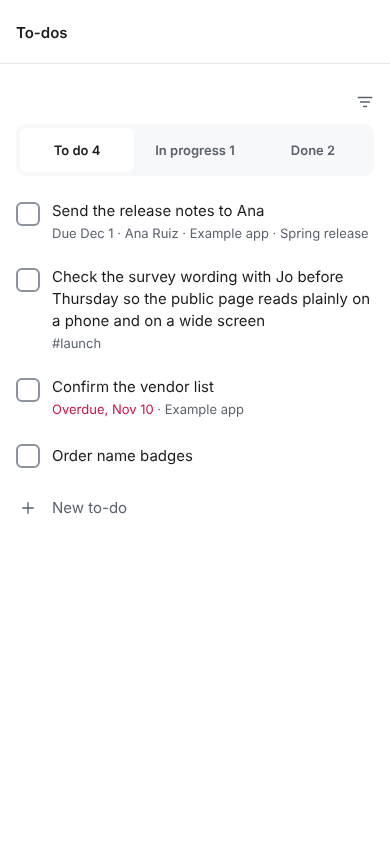 To-dos
To do 4
In progress 1
Done 2
Send the release notes to Ana
Due Dec 1 · Ana Ruiz · Example app · Spring release
Check the survey wording with Jo before
Thursday so the public page reads plainly on
a phone and on a wide screen
#launch
Confirm the vendor list
Overdue, Nov 10 · Example app
Order name badges
New to-do